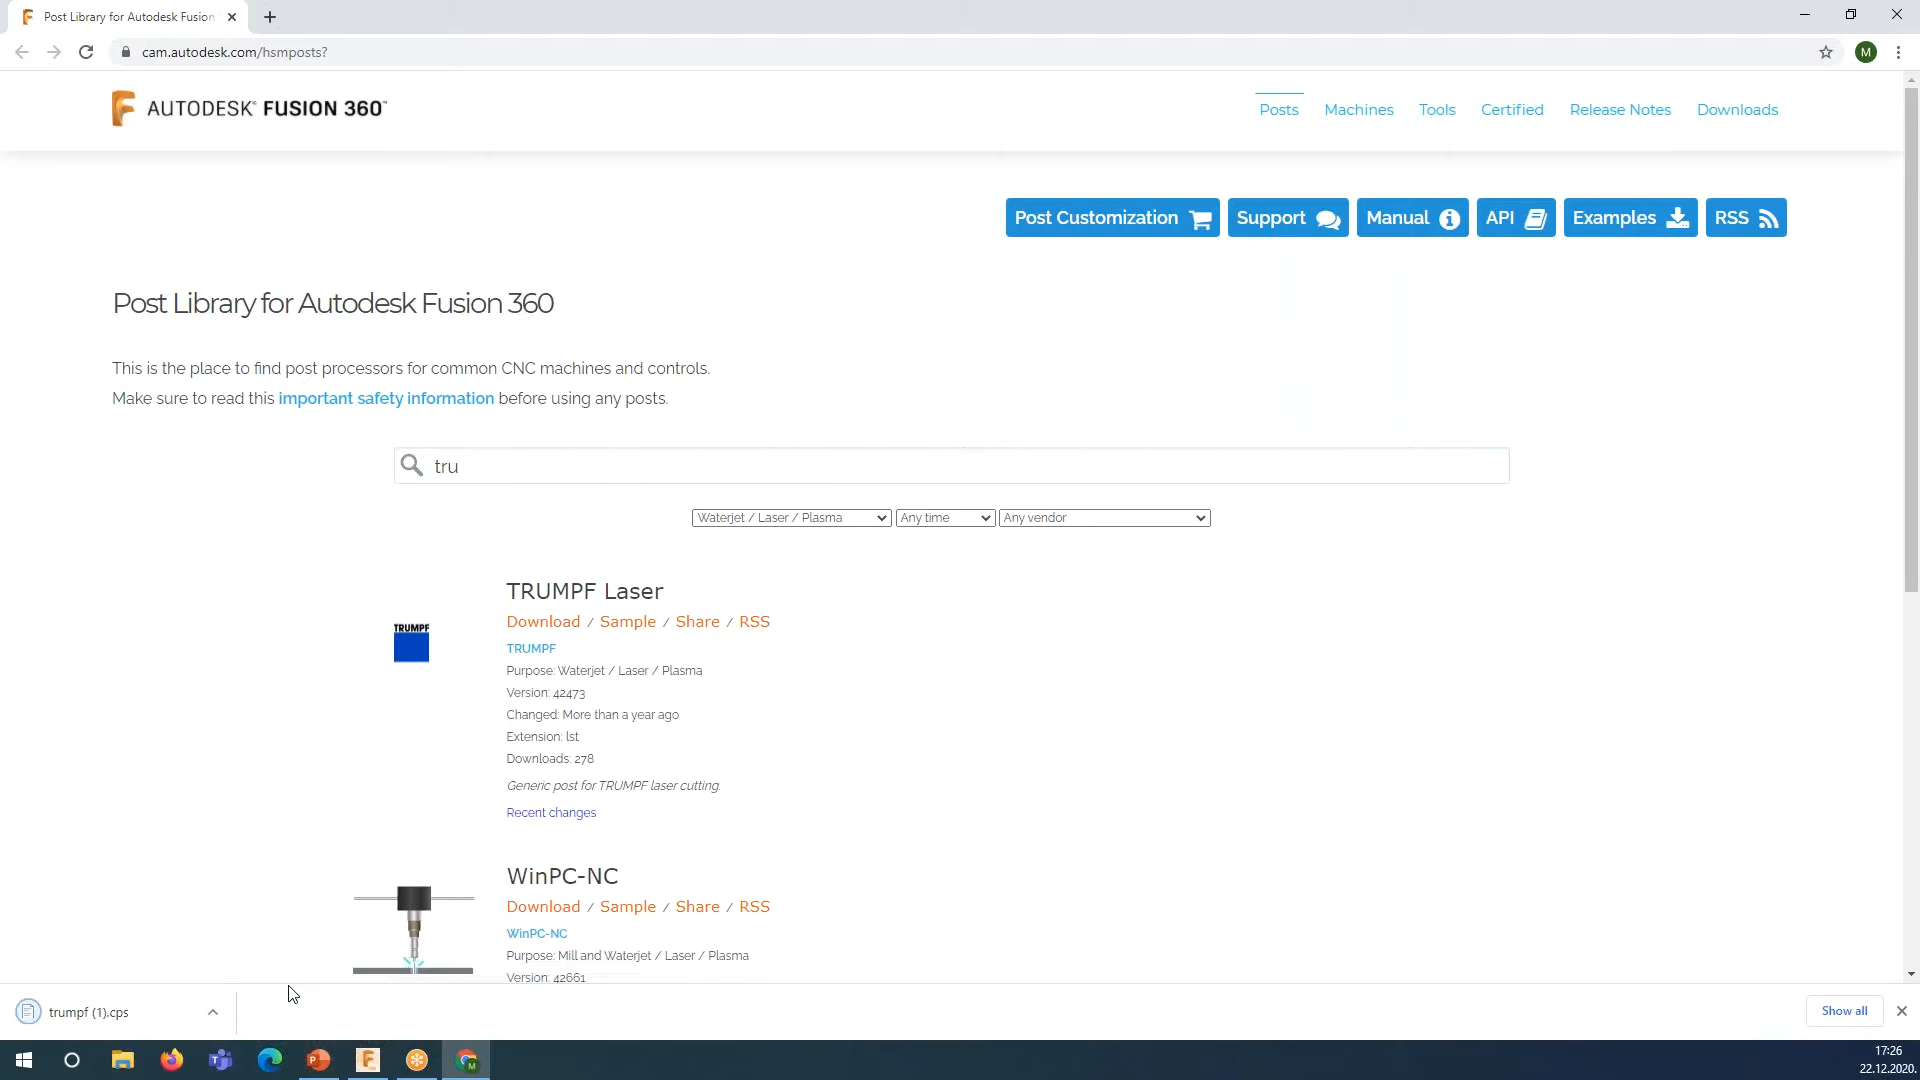 Post Library for Autodesk Fusion
cam.autodesk.com/hsmposts?
M
AUTODESK® FUSION 360™
Posts
Machines
Tools
Certified
Release Notes
Downloads
Post Customization
Support
Manual
API
Examples
RSS
Post Library for Autodesk Fusion 360
This is the place to find post processors for common CNC machines and controls.
Make sure to read this important safety information before using any posts.
tru
Waterjet / Laser / Plasma
Any time
Any vendor
TRUMPF
TRUMPF Laser
Download / Sample / Share / RSS
TRUMPF
Purpose: Waterjet / Laser / Plasma
Version: 42473
Changed: More than a year ago
Extension: lst
Downloads: 278
Generic post for TRUMPF laser cutting.
Recent changes
WinPC-NC
Download / Sample / Share / RSS
WinPC-NC
Purpose: Mill and Waterjet / Laser / Plasma
Version: 42661
trumpf (1).cps
Show all
17:26
22.12.2020.